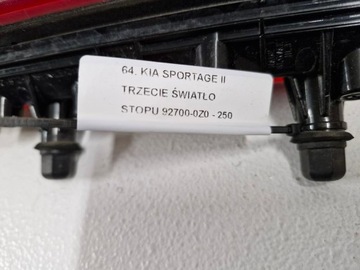 64. KIA SPORTAGE II
TRZECIE ŚWIATŁO
STOPU 92700-0Z0 - 250